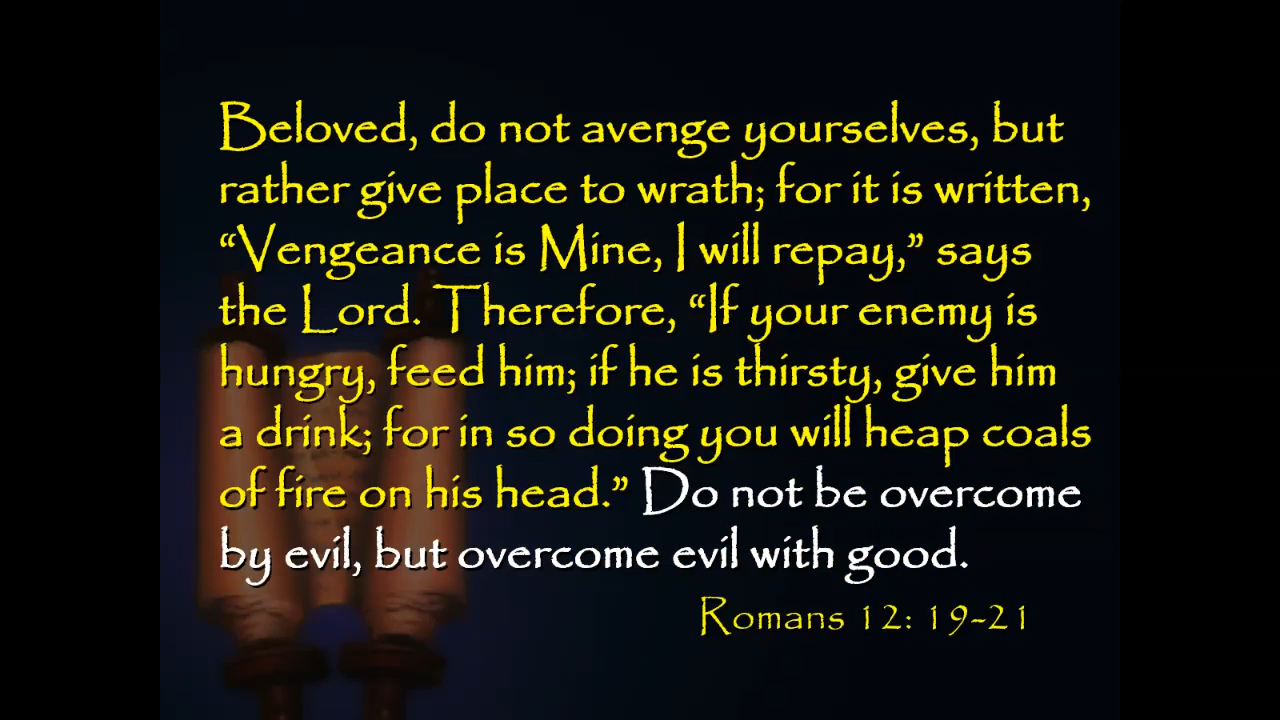 Beloved, do not avenge yourselves, but
rather give place to wrath; for it is written,
“Vengeance is Mine, I will repay,” says
the Lord. Therefore, “If your enemy is
hungry, feed him; if he is thirsty, give him
a drink; for in so doing you will heap coals
of fire on his head.” Do not be overcome
by evil, but overcome evil with good.
Romans 12: 19-21